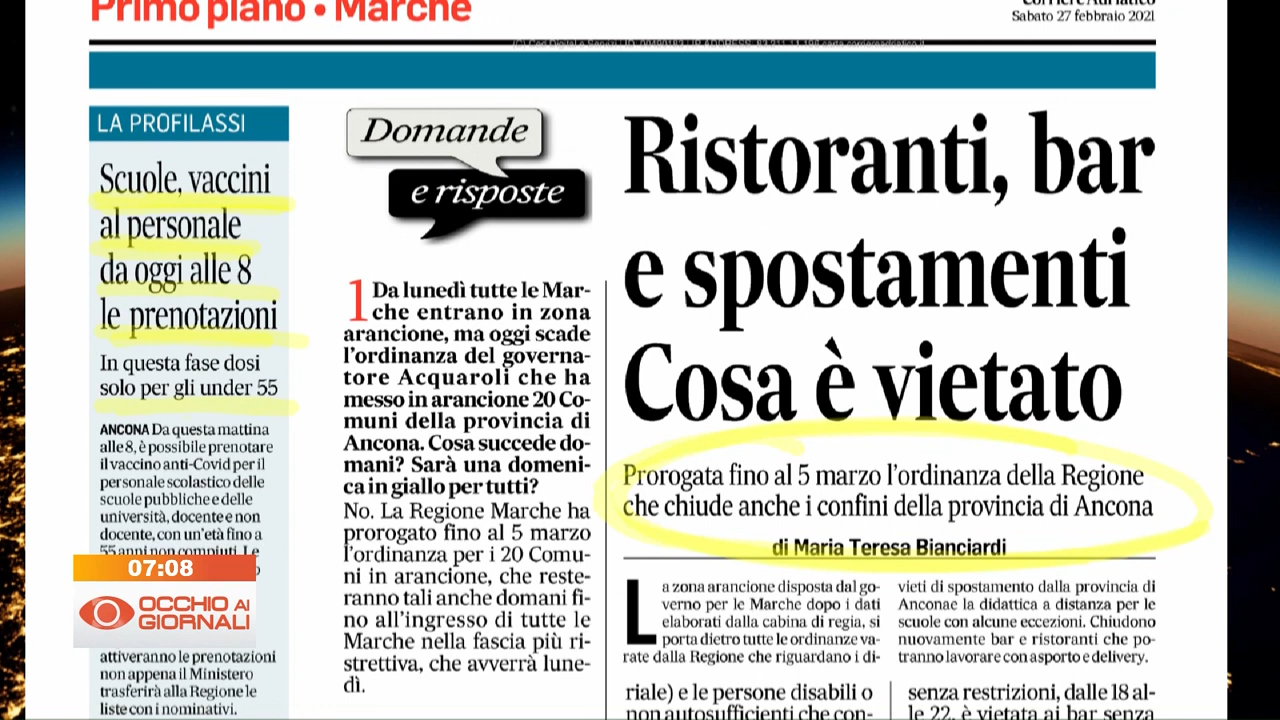 Primo piano • Marche
Corriere Adriatico
Sabato 27 febbraio 2021
LA PROFILASSI
Scuole, vaccini
al personale
da oggi alle 8
le prenotazioni
In questa fase dosi
solo per gli under 55
ANCONA Da questa mattina
alle 8, è possibile prenotare
il vaccino anti-Covid per il
personale scolastico delle
scuole pubbliche e delle
università, docente e non
docente, con un'età fino a
55 anni non compiuti. Le
07:08
OCCHIO AI
GIORNALI
attiveranno le prenotazioni
non appena il Ministero
trasferirà alla Regione le
liste con i nominativi.
Domande
e risposte
1 Da lunedì tutte le Mar-
che entrano in zona
arancione, ma oggi scade
l'ordinanza del governa-
tore Acquaroli che ha
messo in arancione 20 Co-
muni della provincia di
Ancona. Cosa succede do-
mani? Sarà una domeni-
ca in giallo per tutti?
No. La Regione Marche ha
prorogato fino al 5 marzo
l'ordinanza per i 20 Comu-
ni in arancione, che reste-
ranno tali anche domani fi-
no all'ingresso di tutte le
Marche nella fascia più ri-
strettiva, che avverrà lune-
dì.
Ristoranti, bar
e spostamenti
Cosa è vietato
Prorogata fino al 5 marzo l'ordinanza della Regione
che chiude anche i confini della provincia di Ancona
di Maria Teresa Bianciardi
La zona arancione disposta dal go-
verno per le Marche dopo i dati
elaborati dalla cabina di regia, si
porta dietro tutte le ordinanze va-
rate dalla Regione che riguardano i di-
vieti di spostamento dalla provincia di
Anconae la didattica a distanza per le
scuole con alcune eccezioni. Chiudono
nuovamente bar e ristoranti che po-
tranno lavorare con asporto e delivery.
riale) e le persone disabili o
non autosufficienti che con-
senza restrizioni, dalle 18 al-
le 22, è vietata ai bar senza